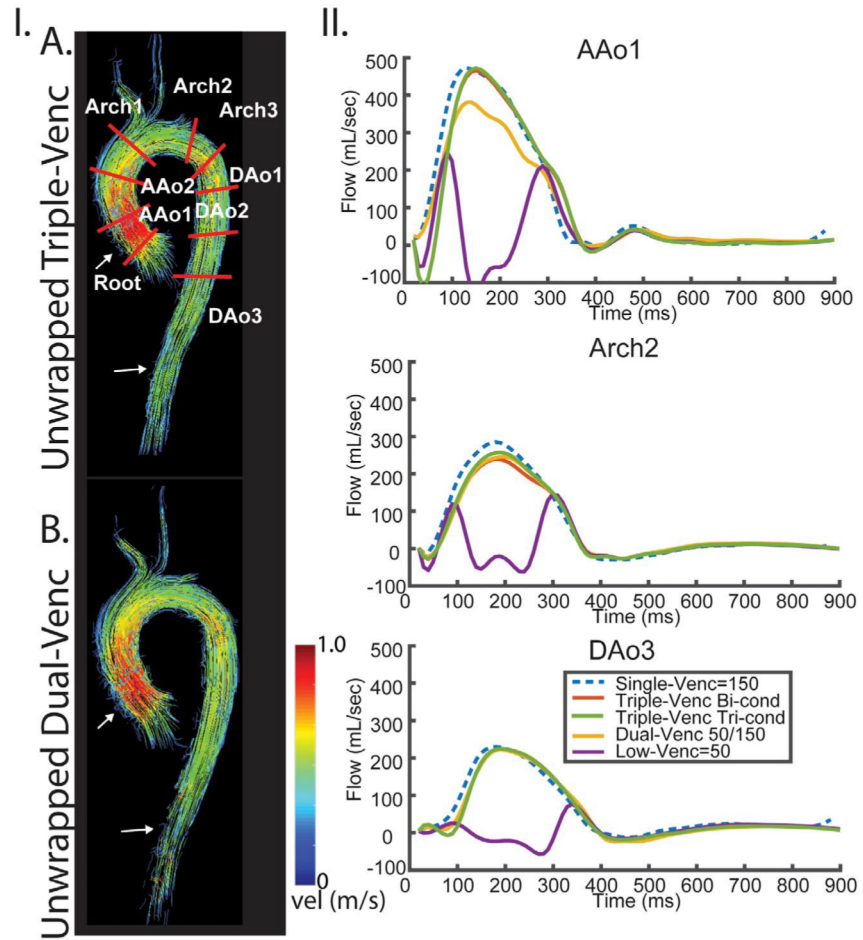 I.
A.
Unwrapped Triple-Venc
Arch1
Arch2
Arch3
AAo2
DAo1
AAo1
DAo2
Root
DAo3
B.
Unwrapped Dual-Venc
1.0
0
vel (m/s)
II.
AAo1
Flow (mL/sec)
500
400
300
200
100
0
-100
0 100 200 300 400 500 600 700 800 900
Time (ms)
Arch2
Flow (mL/sec)
500
400
300
200
100
0
-100
0 100 200 300 400 500 600 700 800 900
Time (ms)
DAo3
Flow (mL/sec)
500
400
300
200
100
0
-100
0 100 200 300 400 500 600 700 800 900
Time (ms)
Single-Venc=150
Triple-Venc Bi-cond
Triple-Venc Tri-cond
Dual-Venc 50/150
Low-Venc=50